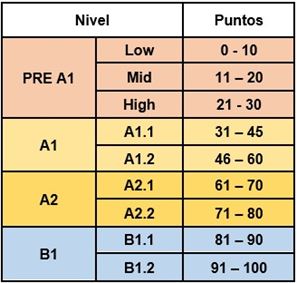 Nivel Puntos
PRE A1 Low 0 - 10
Mid 11 – 20
High 21 - 30
A1 A1.1 31 – 45
A1.2 46 – 60
A2 A2.1 61 – 70
A2.2 71 – 80
B1 B1.1 81 – 90
B1.2 91 – 100